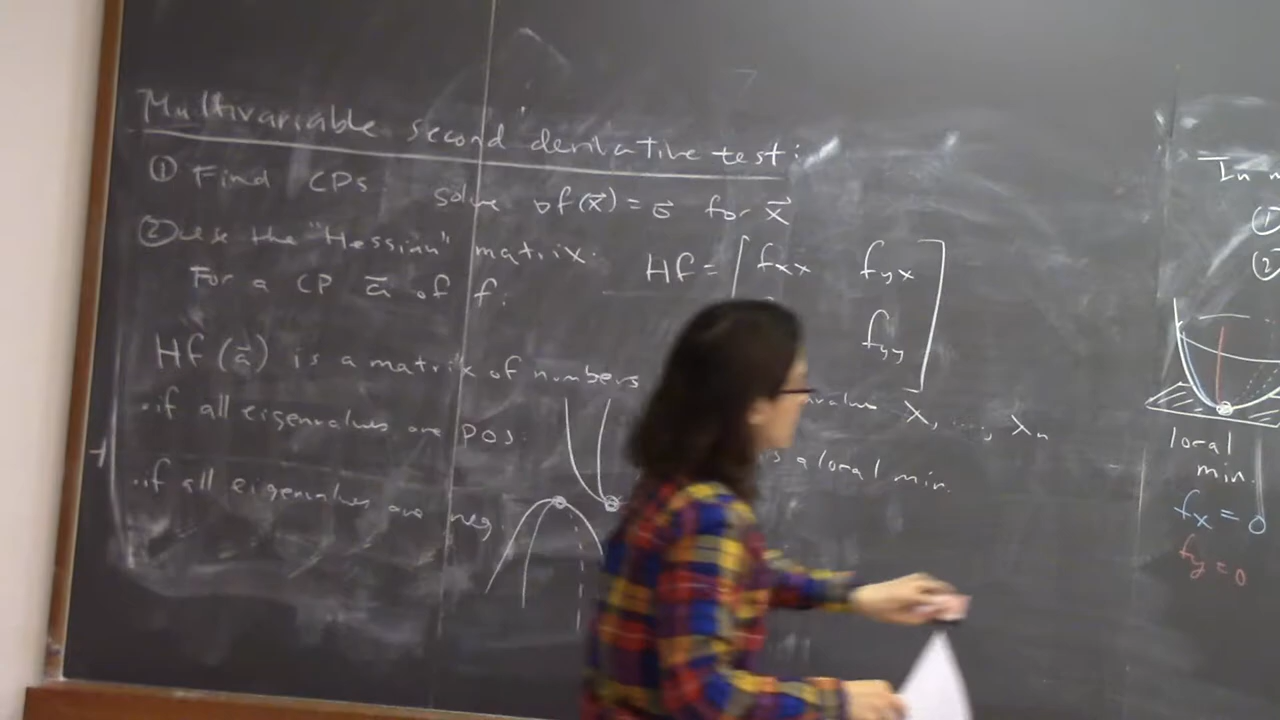 Multivariable second derivative test:
① Find CPs: solve ∇f(x⃗) = 0⃗ for x⃗
② use the "Hessian" matrix. Hf = [ fxx fyx
fyy ]
For a CP a⃗ of f.
Hf(a⃗) is a matrix of numbers
λ1, ..., λn
. if all eigenvalues are pos.
is a local min.
. if all eigenvalues are neg.
In
①
②
local
min.
fx = 0
fy = 0